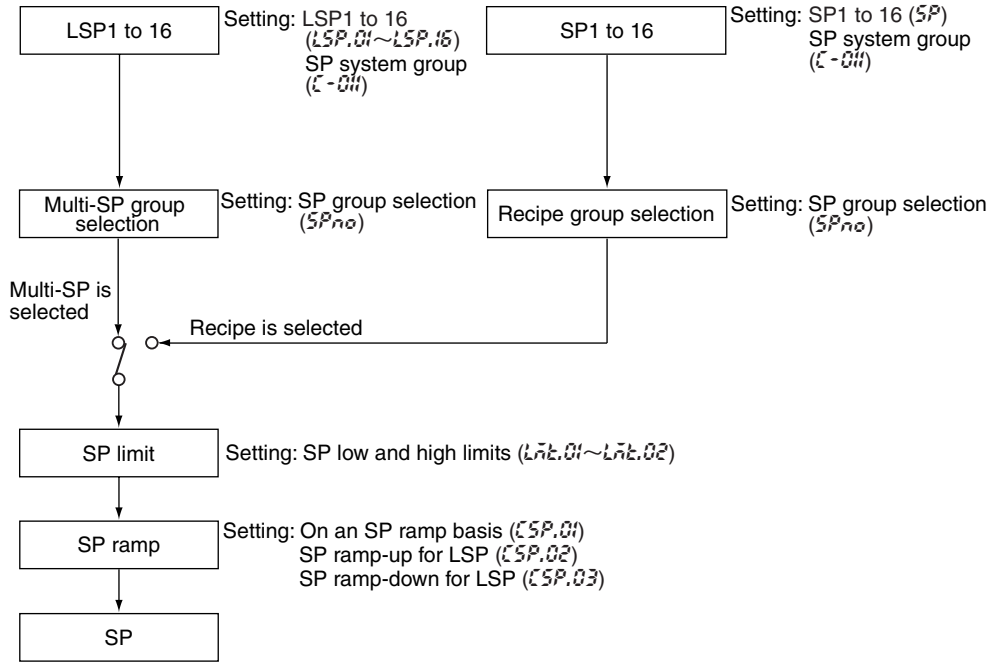 LSP1 to 16
Setting: LSP1 to 16
(LSP.01～LSP.16)
SP system group
(C-011)
SP1 to 16
Setting: SP1 to 16 (SP)
SP system group
(C-011)
Multi-SP group
selection
Setting: SP group selection
(SPno)
Recipe group selection
Setting: SP group selection
(SPno)
Multi-SP is
selected
Recipe is selected
SP limit
Setting: SP low and high limits (Lmt.01～Lmt.02)
SP ramp
Setting: On an SP ramp basis (CSP.01)
SP ramp-up for LSP (CSP.02)
SP ramp-down for LSP (CSP.03)
SP